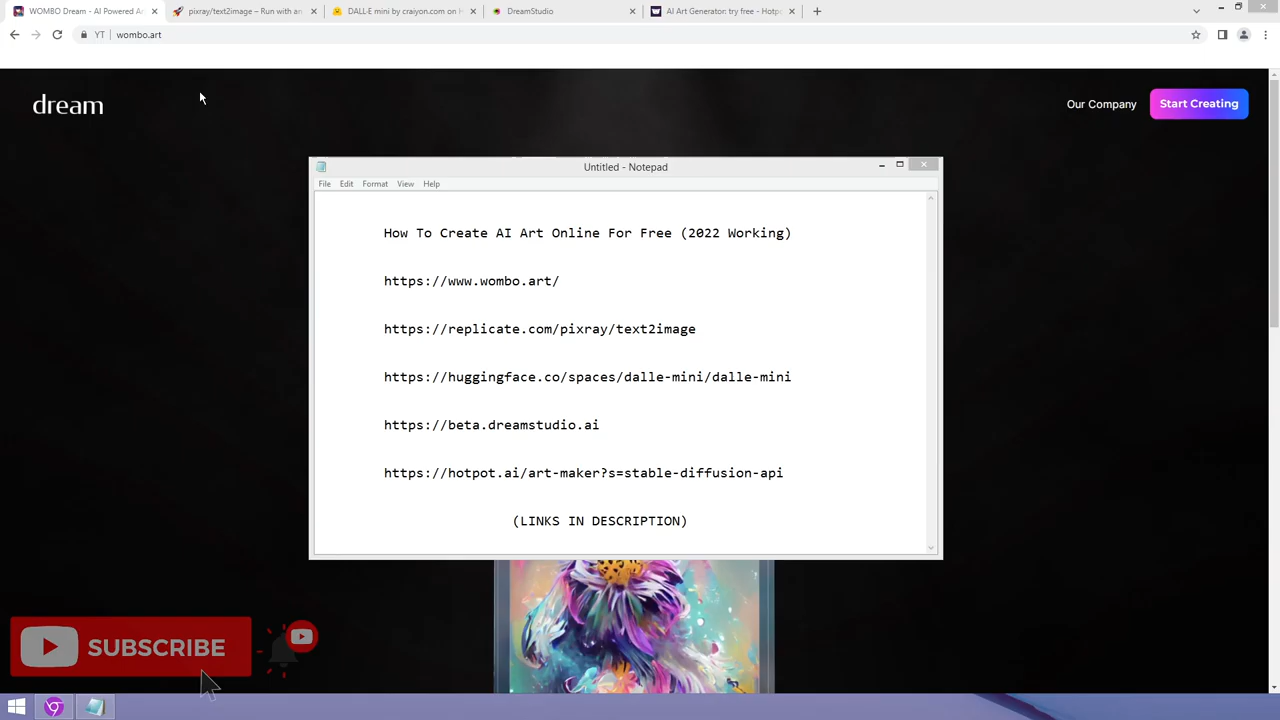 WOMBO Dream - AI Powered Ar
pixray/text2image – Run with an
DALL·E mini by craiyon.com on H
DreamStudio
AI Art Generator: try free - Hotpo
YT
wombo.art
dream
Our Company
Start Creating
Untitled - Notepad
File Edit Format View Help
How To Create AI Art Online For Free (2022 Working)
https://www.wombo.art/
https://replicate.com/pixray/text2image
https://huggingface.co/spaces/dalle-mini/dalle-mini
https://beta.dreamstudio.ai
https://hotpot.ai/art-maker?s=stable-diffusion-api
(LINKS IN DESCRIPTION)
SUBSCRIBE